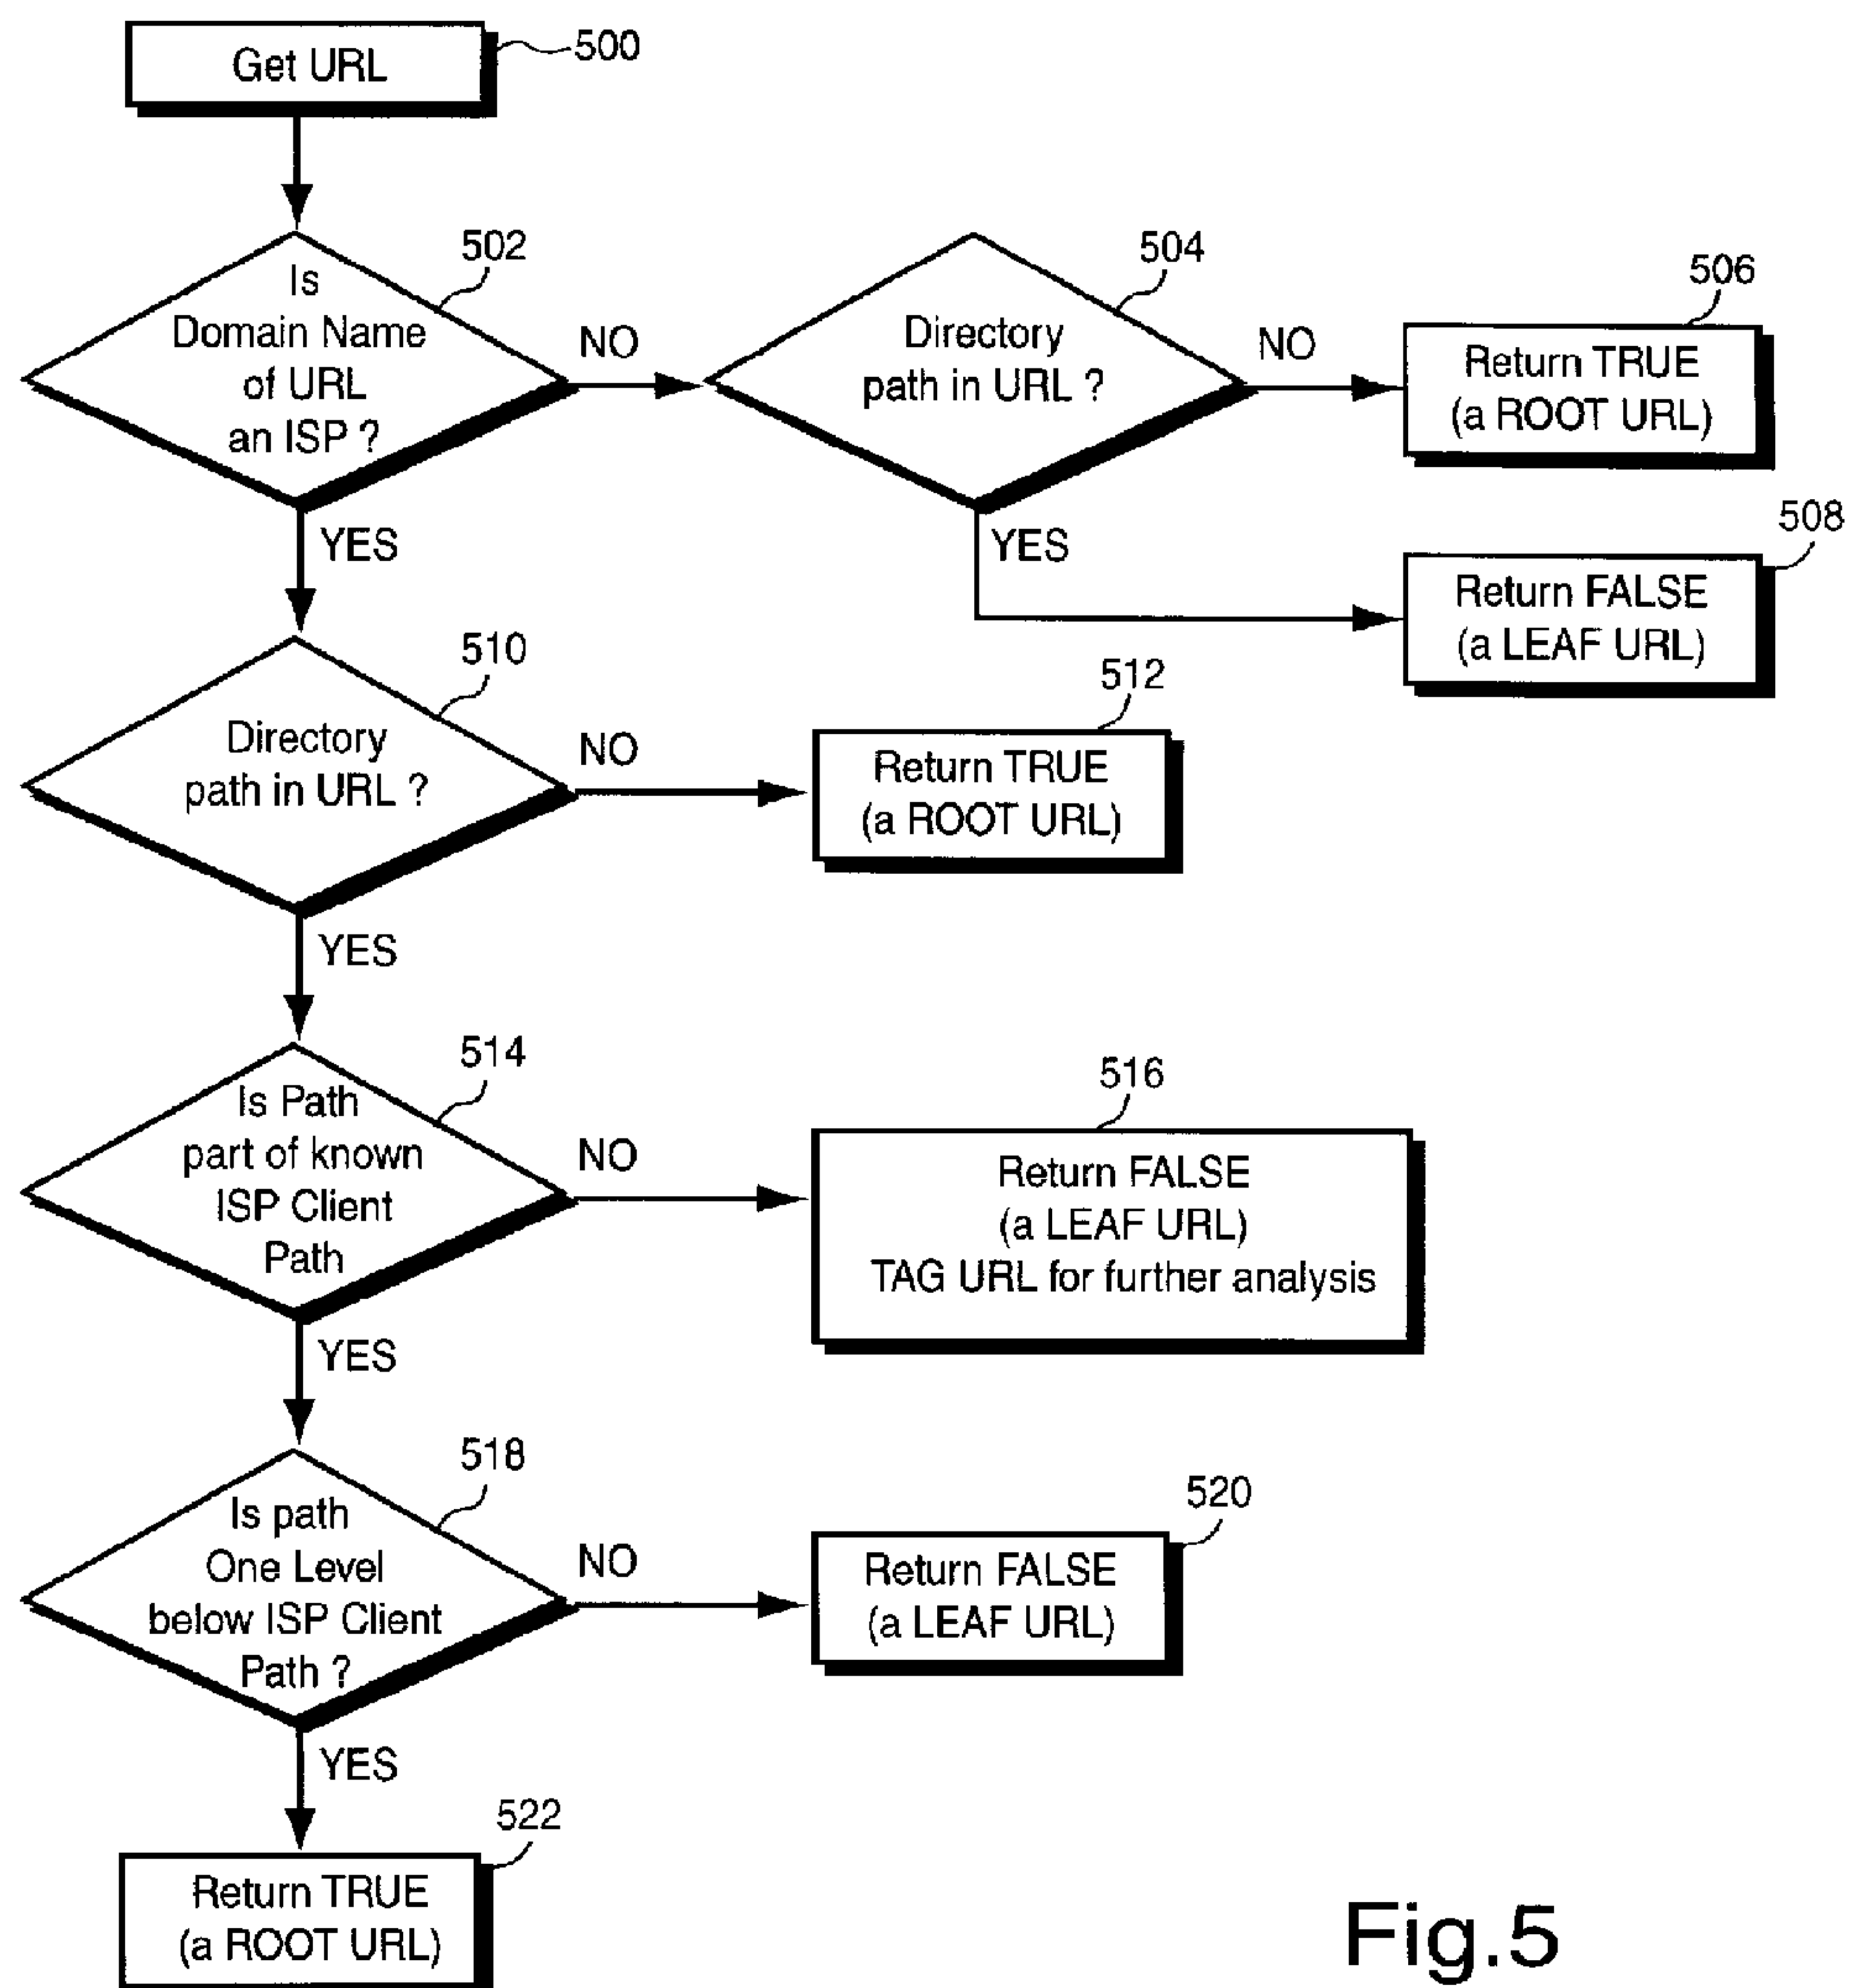 Get URL
500
Is
Domain Name
of URL
an ISP ?
502
NO
YES
Directory
path in URL ?
504
NO
YES
Return TRUE
(a ROOT URL)
506
Return FALSE
(a LEAF URL)
508
Directory
path in URL ?
510
NO
YES
Return TRUE
(a ROOT URL)
512
Is Path
part of known
ISP Client
Path
514
NO
YES
Return FALSE
(a LEAF URL)
TAG URL for further analysis
516
Is path
One Level
below ISP Client
Path ?
518
NO
YES
Return FALSE
(a LEAF URL)
520
Return TRUE
(a ROOT URL)
522
Fig.5